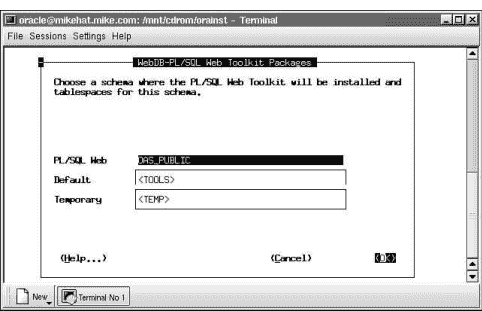 oracle@mikehat.mike.com: /mnt/cdrom/orainst - Terminal
File Sessions Settings Help
WebDB-PL/SQL Web Toolkit Packages
Choose a schema where the PL/SQL Web Toolkit will be installed and
tablespaces for this schema.
PL/SQL Web OAS_PUBLIC
Default <TOOLS>
Temporary <TEMP>
(Help...) (Cancel) (OK)
New Terminal No 1